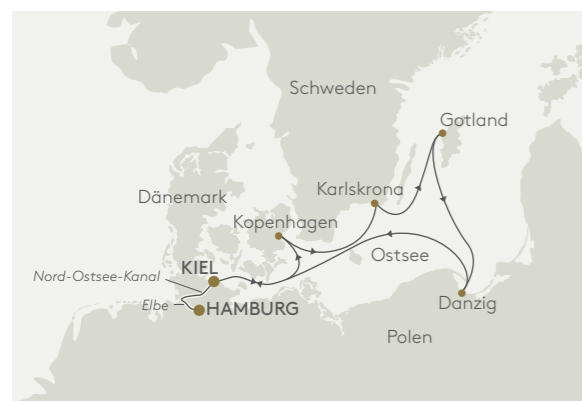 Schweden
Gotland
Karlskrona
Dänemark
Kopenhagen
Ostsee
KIEL
Nord-Ostsee-Kanal
Elbe
HAMBURG
Danzig
Polen